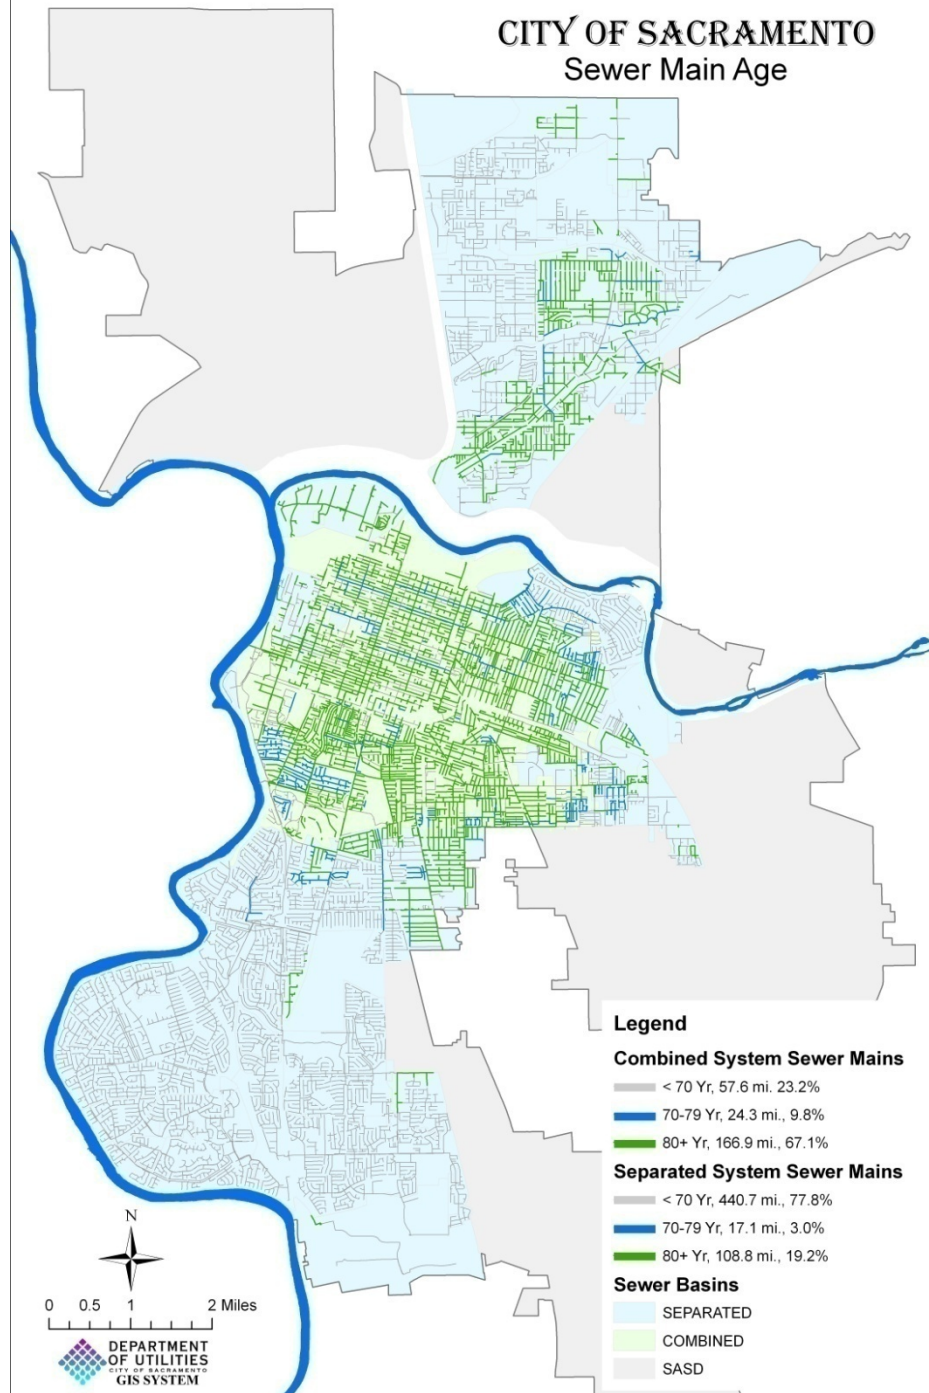 CITY OF SACRAMENTO
Sewer Main Age
Legend
Combined System Sewer Mains
< 70 Yr, 57.6 mi. 23.2%
70-79 Yr, 24.3 mi., 9.8%
80+ Yr, 166.9 mi., 67.1%
Separated System Sewer Mains
< 70 Yr, 440.7 mi., 77.8%
70-79 Yr, 17.1 mi., 3.0%
80+ Yr, 108.8 mi., 19.2%
Sewer Basins
SEPARATED
COMBINED
SASD
N
0 0.5 1 2 Miles
DEPARTMENT
OF UTILITIES
CITY OF SACRAMENTO
GIS SYSTEM